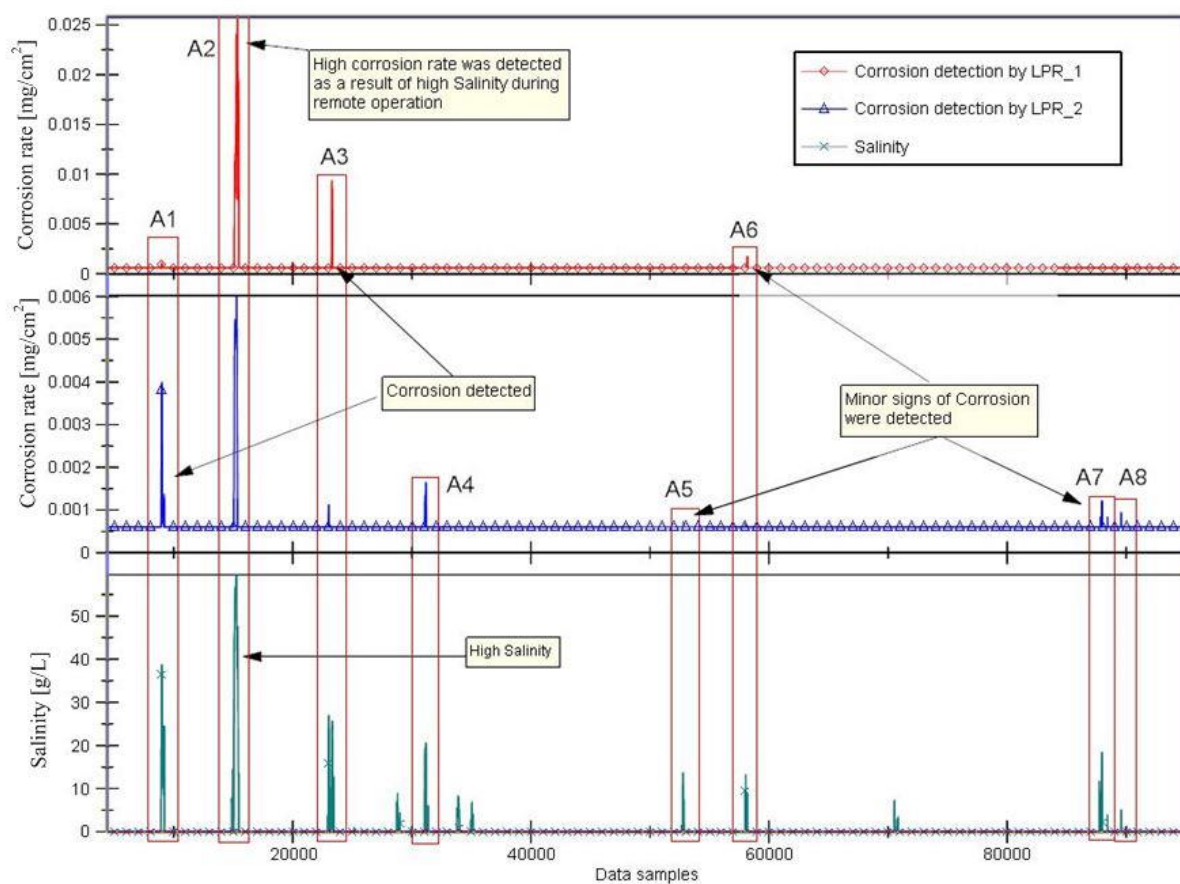 Corrosion rate [mg/cm²]
0.025
0.02
0.015
0.01
0.005
0
A1
A2
A3
A6
High corrosion rate was detected
as a result of high Salinity during
remote operation
Corrosion detection by LPR_1
Corrosion detection by LPR_2
Salinity
Corrosion rate [mg/cm²]
0.006
0.005
0.004
0.003
0.002
0.001
0
Corrosion detected
Minor signs of Corrosion
were detected
A4
A5
A7
A8
Salinity [g/L]
50
40
30
20
10
0
High Salinity
20000
40000
60000
80000
Data samples